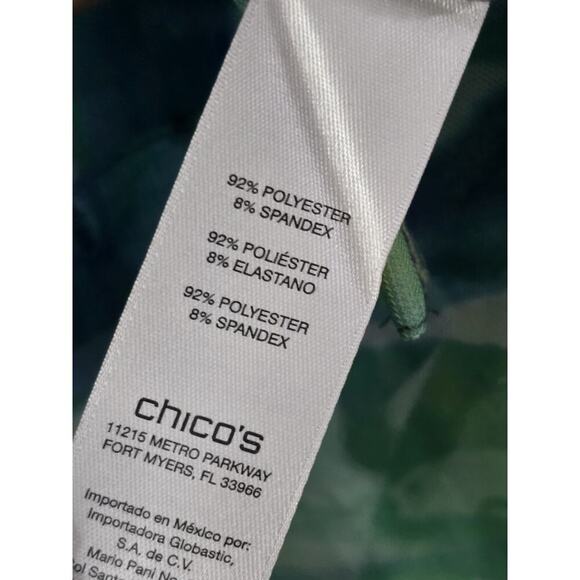 92% POLYESTER
8% SPANDEX
92% POLIÉSTER
8% ELASTANO
92% POLYESTER
8% SPANDEX
chico's
11215 METRO PARKWAY
FORT MYERS, FL 33966
Importado en México por:
Importadora Globastic,
S.A. de C.V.
Mario Pani No